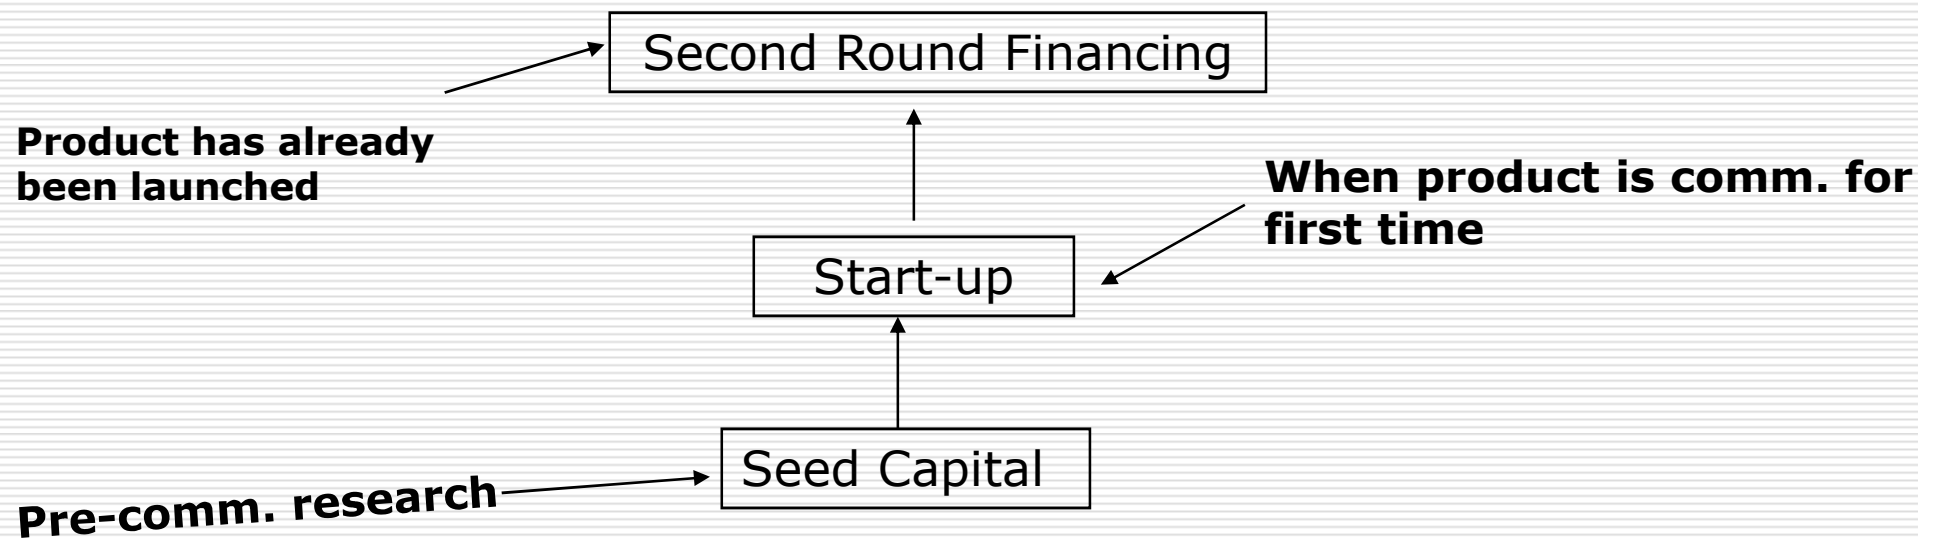 Second Round Financing
Product has already
been launched
When product is comm. for
first time
Start-up
Seed Capital
Pre-comm. research